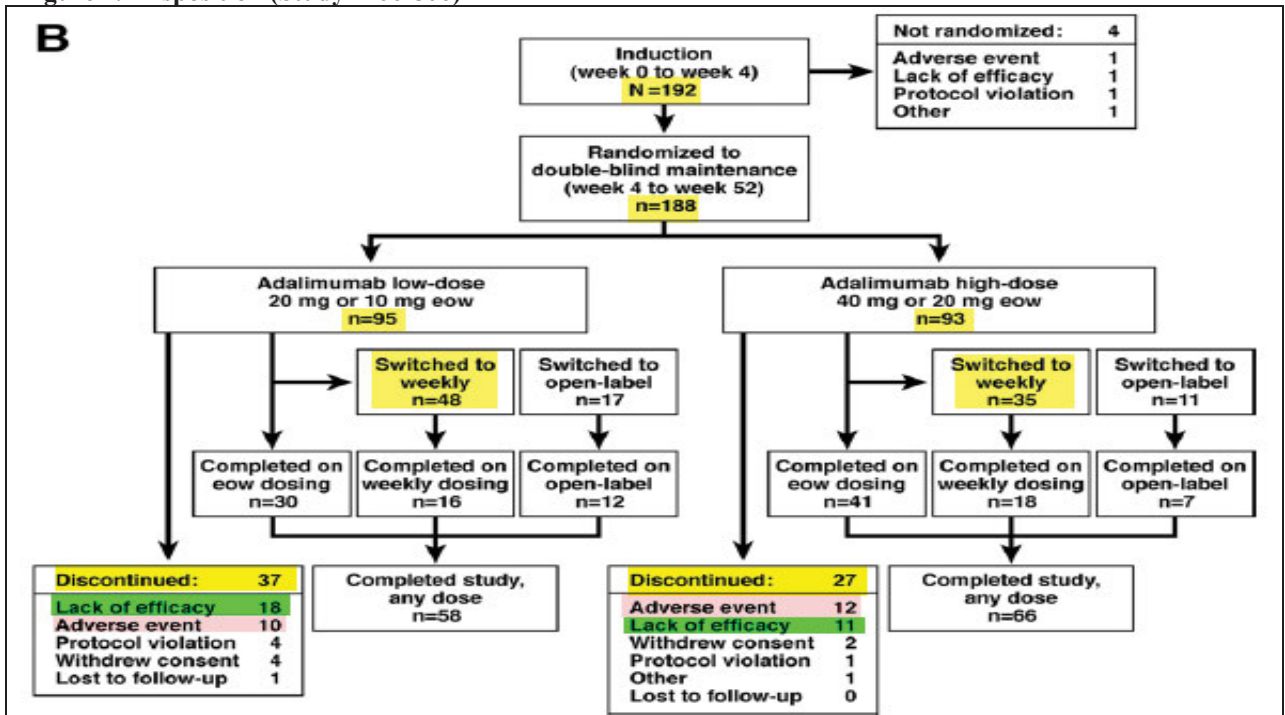 B
Induction
(week 0 to week 4)
N =192
Not randomized: 4
Adverse event 1
Lack of efficacy 1
Protocol violation 1
Other 1
Randomized to
double-blind maintenance
(week 4 to week 52)
n=188
Adalimumab low-dose
20 mg or 10 mg eow
n=95
Adalimumab high-dose
40 mg or 20 mg eow
n=93
Switched to
weekly
n=48
Switched to
open-label
n=17
Switched to
weekly
n=35
Switched to
open-label
n=11
Completed on
eow dosing
n=30
Completed on
weekly dosing
n=16
Completed on
open-label
n=12
Completed on
eow dosing
n=41
Completed on
weekly dosing
n=18
Completed on
open-label
n=7
Discontinued: 37
Lack of efficacy 18
Adverse event 10
Protocol violation 4
Withdrew consent 4
Lost to follow-up 1
Completed study,
any dose
n=58
Discontinued: 27
Adverse event 12
Lack of efficacy 11
Withdrew consent 2
Protocol violation 1
Other 1
Lost to follow-up 0
Completed study,
any dose
n=66